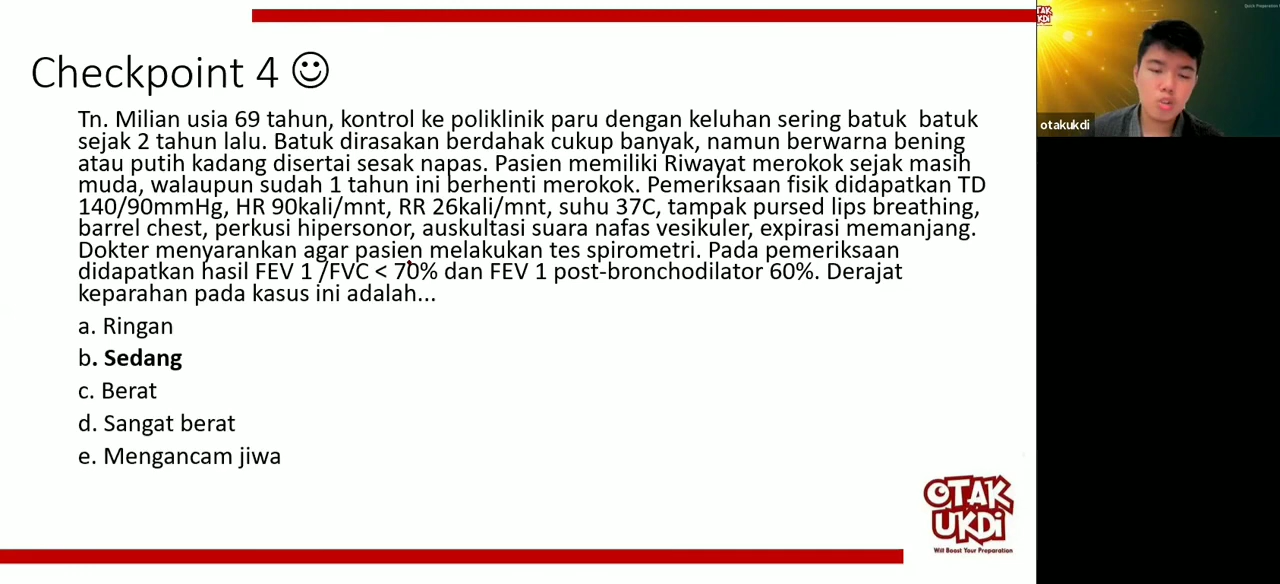 Checkpoint 4
Tn. Milian usia 69 tahun, kontrol ke poliklinik paru dengan keluhan sering batuk batuk
sejak 2 tahun lalu. Batuk dirasakan berdahak cukup banyak, namun berwarna bening
atau putih kadang disertai sesak napas. Pasien memiliki Riwayat merokok sejak masih
muda, walaupun sudah 1 tahun ini berhenti merokok. Pemeriksaan fisik didapatkan TD
140/90mmHg, HR 90kali/mnt, RR 26kali/mnt, suhu 37C, tampak pursed lips breathing,
barrel chest, perkusi hipersonor, auskultasi suara nafas vesikuler, expirasi memanjang.
Dokter menyarankan agar pasien melakukan tes spirometri. Pada pemeriksaan
didapatkan hasil FEV 1 /FVC < 70% dan FEV 1 post-bronchodilator 60%. Derajat
keparahan pada kasus ini adalah...
a. Ringan
b. Sedang
c. Berat
d. Sangat berat
e. Mengancam jiwa
OTAK
UKDI
Will Boost Your Preparation
otakukdi